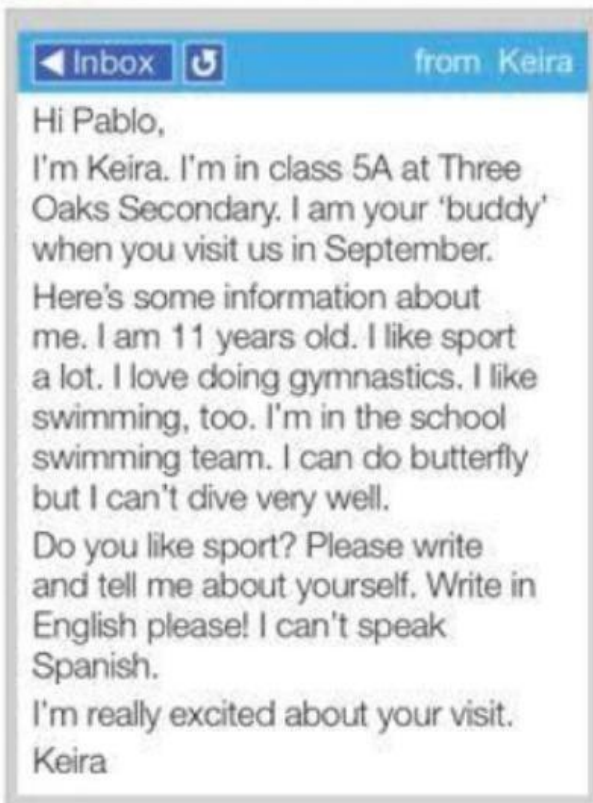 Inbox
from Keira
Hi Pablo,
I'm Keira. I'm in class 5A at Three
Oaks Secondary. I am your 'buddy'
when you visit us in September.
Here's some information about
me. I am 11 years old. I like sport
a lot. I love doing gymnastics. I like
swimming, too. I'm in the school
swimming team. I can do butterfly
but I can't dive very well.
Do you like sport? Please write
and tell me about yourself. Write in
English please! I can't speak
Spanish.
I'm really excited about your visit.
Keira